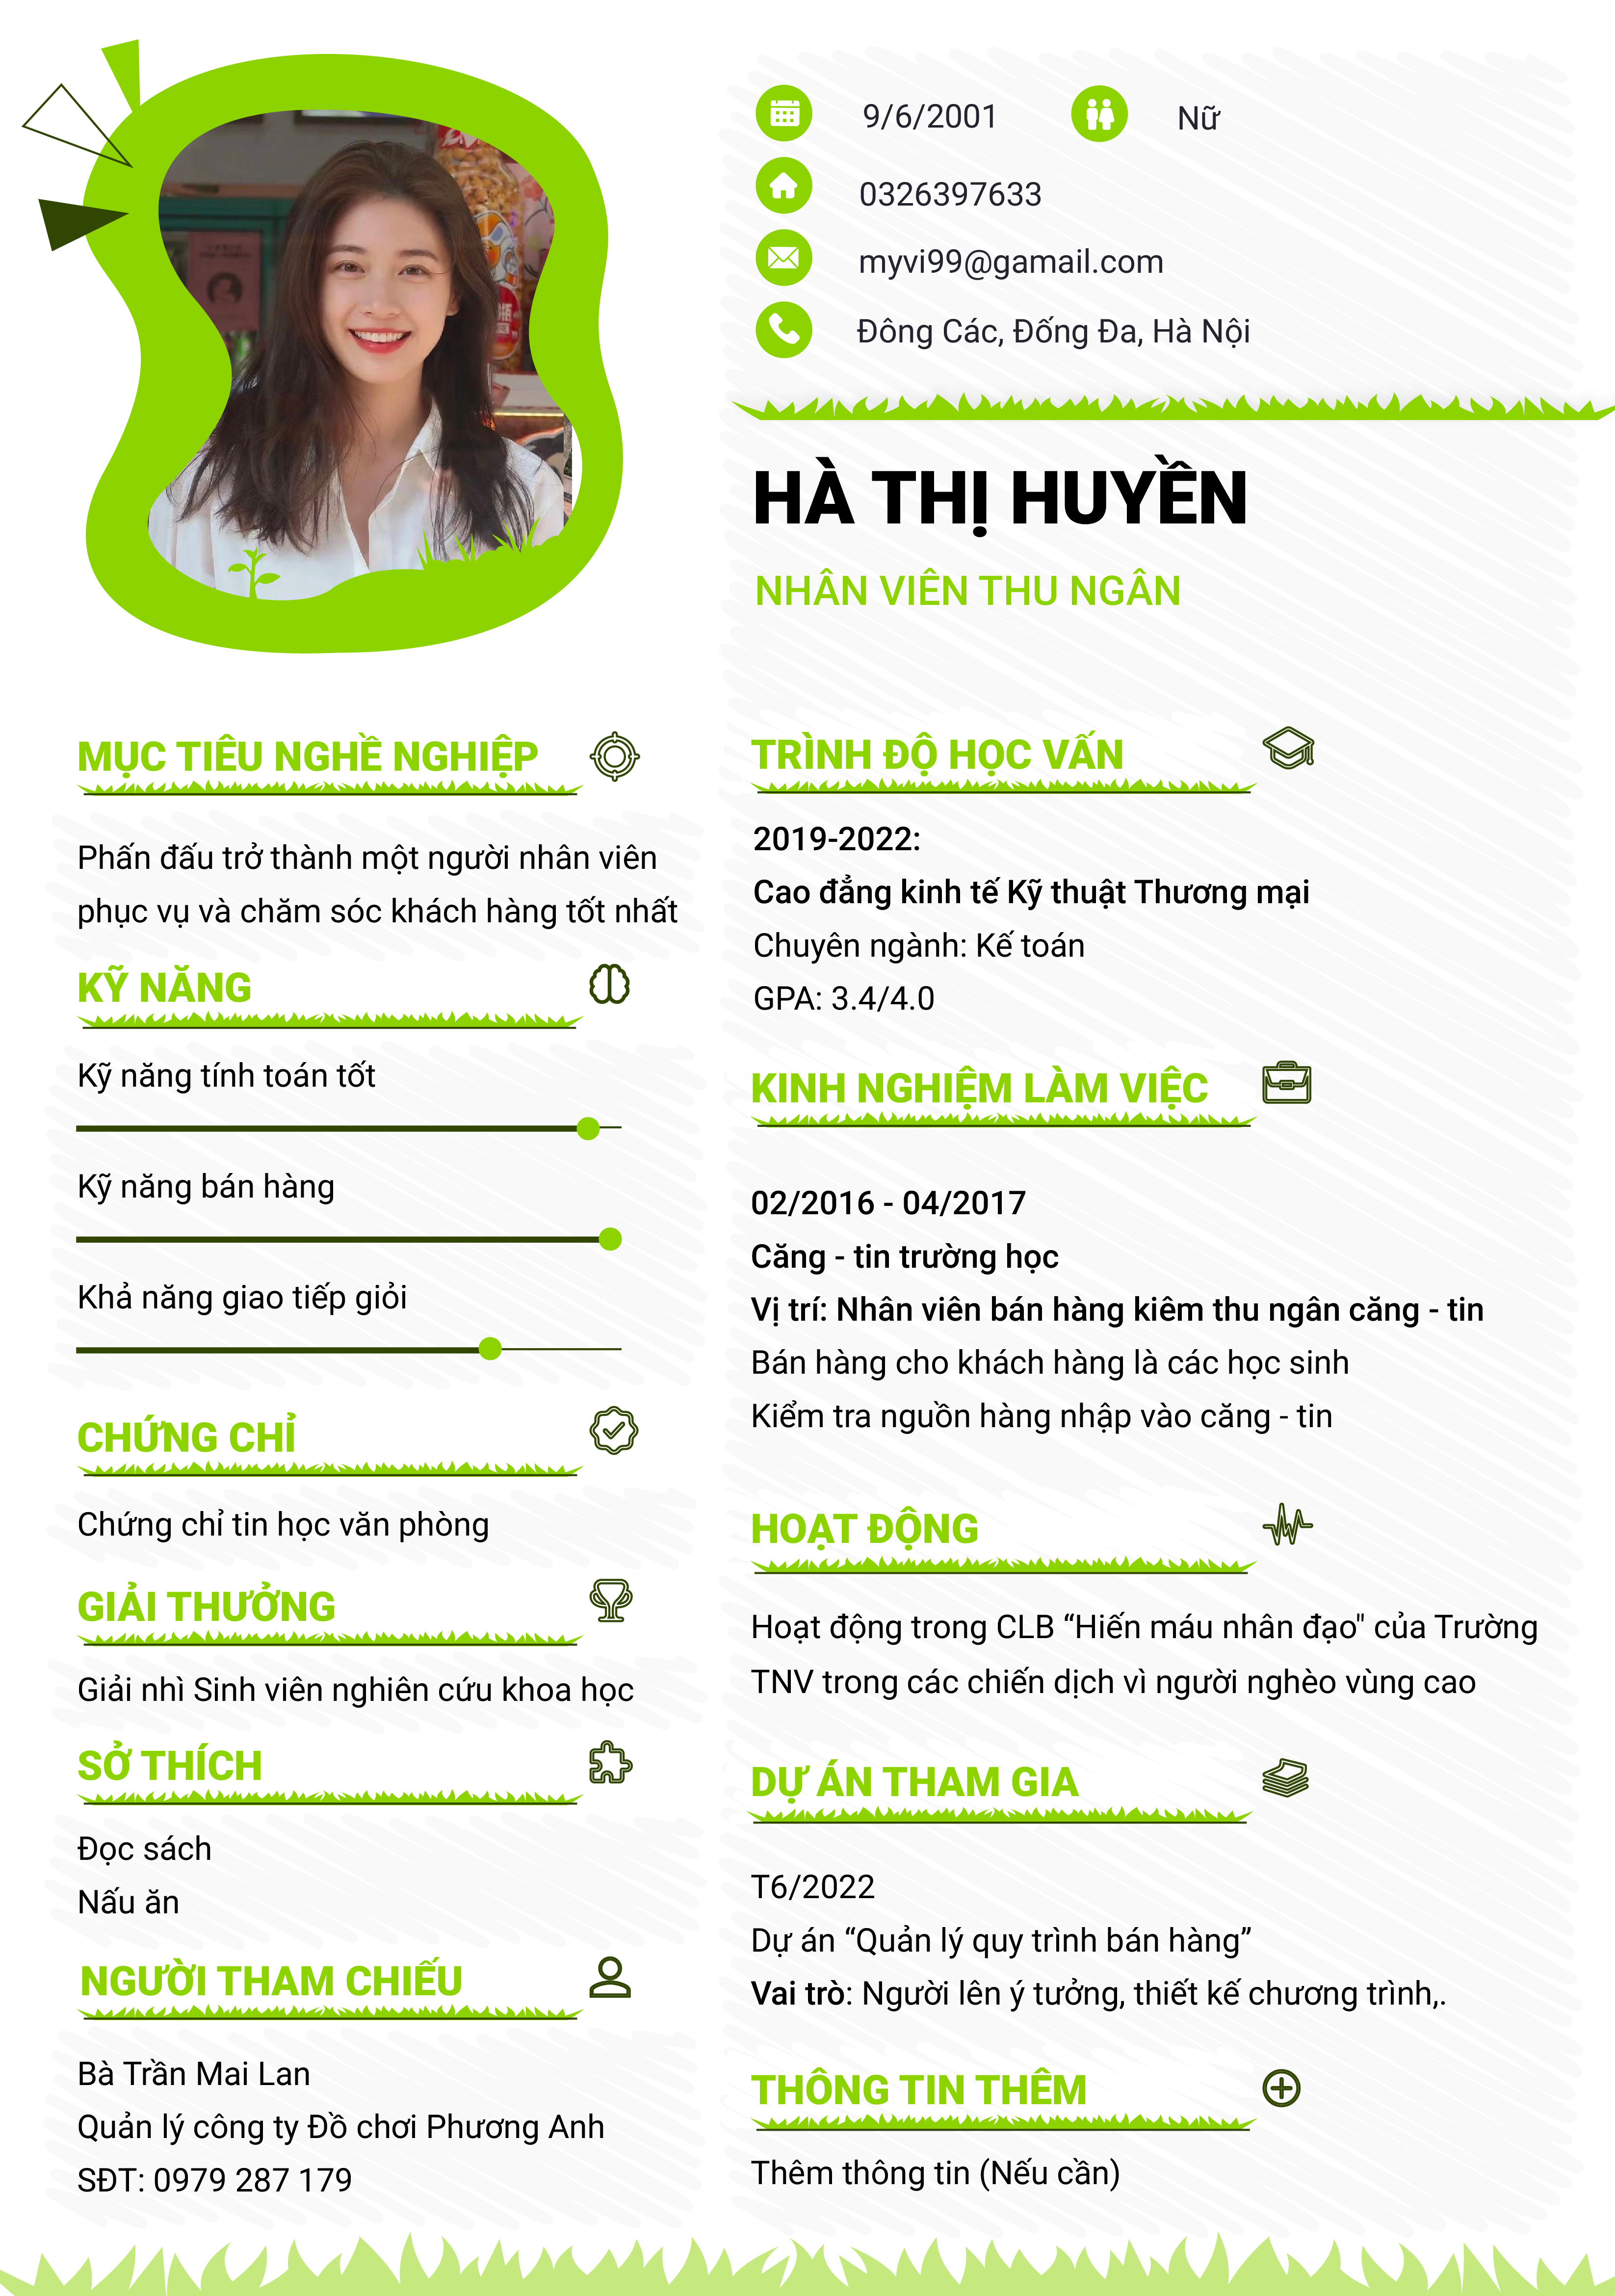 9/6/2001
Nữ
0326397633
myvi99@gamail.com
Đông Các, Đống Đa, Hà Nội
HÀ THỊ HUYỀN
NHÂN VIÊN THU NGÂN
MỤC TIÊU NGHỀ NGHIỆP
Phấn đấu trở thành một người nhân viên
phục vụ và chăm sóc khách hàng tốt nhất
KỸ NĂNG
Kỹ năng tính toán tốt
Kỹ năng bán hàng
Khả năng giao tiếp giỏi
CHỨNG CHỈ
Chứng chỉ tin học văn phòng
GIẢI THƯỞNG
Giải nhì Sinh viên nghiên cứu khoa học
SỞ THÍCH
Đọc sách
Nấu ăn
NGƯỜI THAM CHIẾU
Bà Trần Mai Lan
Quản lý công ty Đồ chơi Phương Anh
SĐT: 0979 287 179
TRÌNH ĐỘ HỌC VẤN
2019-2022:
Cao đẳng kinh tế Kỹ thuật Thương mại
Chuyên ngành: Kế toán
GPA: 3.4/4.0
KINH NGHIỆM LÀM VIỆC
02/2016 - 04/2017
Căng - tin trường học
Vị trí: Nhân viên bán hàng kiêm thu ngân căng - tin
Bán hàng cho khách hàng là các học sinh
Kiểm tra nguồn hàng nhập vào căng - tin
HOẠT ĐỘNG
Hoạt động trong CLB “Hiến máu nhân đạo" của Trường
TNV trong các chiến dịch vì người nghèo vùng cao
DỰ ÁN THAM GIA
T6/2022
Dự án “Quản lý quy trình bán hàng”
Vai trò: Người lên ý tưởng, thiết kế chương trình,.
THÔNG TIN THÊM
Thêm thông tin (Nếu cần)